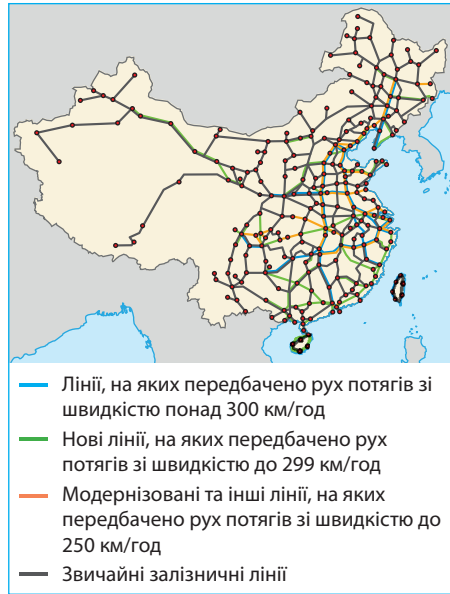 Лінії, на яких передбачено рух потягів зі
швидкістю понад 300 км/год
Нові лінії, на яких передбачено рух
потягів зі швидкістю до 299 км/год
Модернізовані та інші лінії, на яких
передбачено рух потягів зі швидкістю до
250 км/год
Звичайні залізничні лінії